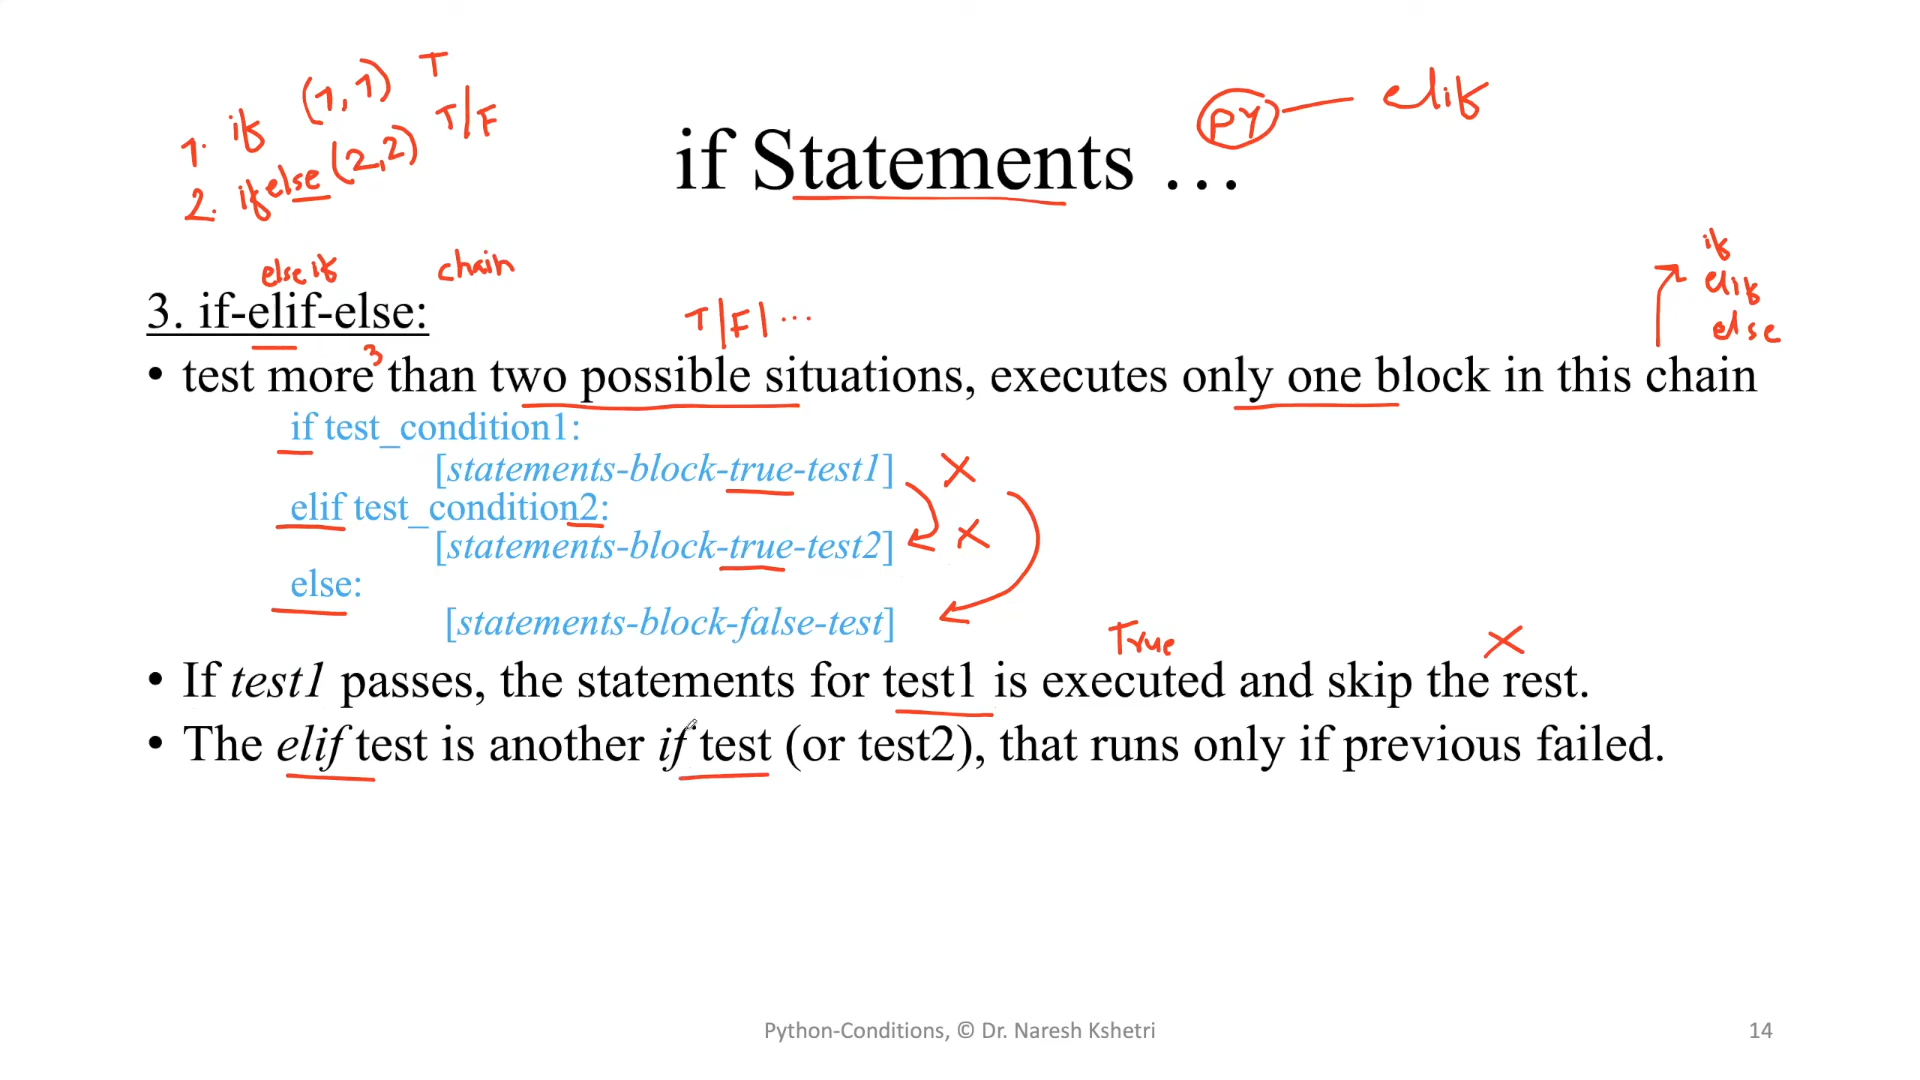 1. if (1,1) T
2. if else (2,2) T/F
PY — elif
if Statements ...
else if chain
3. if-elif-else:
T|F| ...
if
elif
else
3
• test more than two possible situations, executes only one block in this chain
if test_condition1:
[statements-block-true-test1] X
elif test_condition2:
[statements-block-true-test2] X
else:
[statements-block-false-test]
True X
• If test1 passes, the statements for test1 is executed and skip the rest.
• The elif test is another if test (or test2), that runs only if previous failed.
Python-Conditions, © Dr. Naresh Kshetri 14